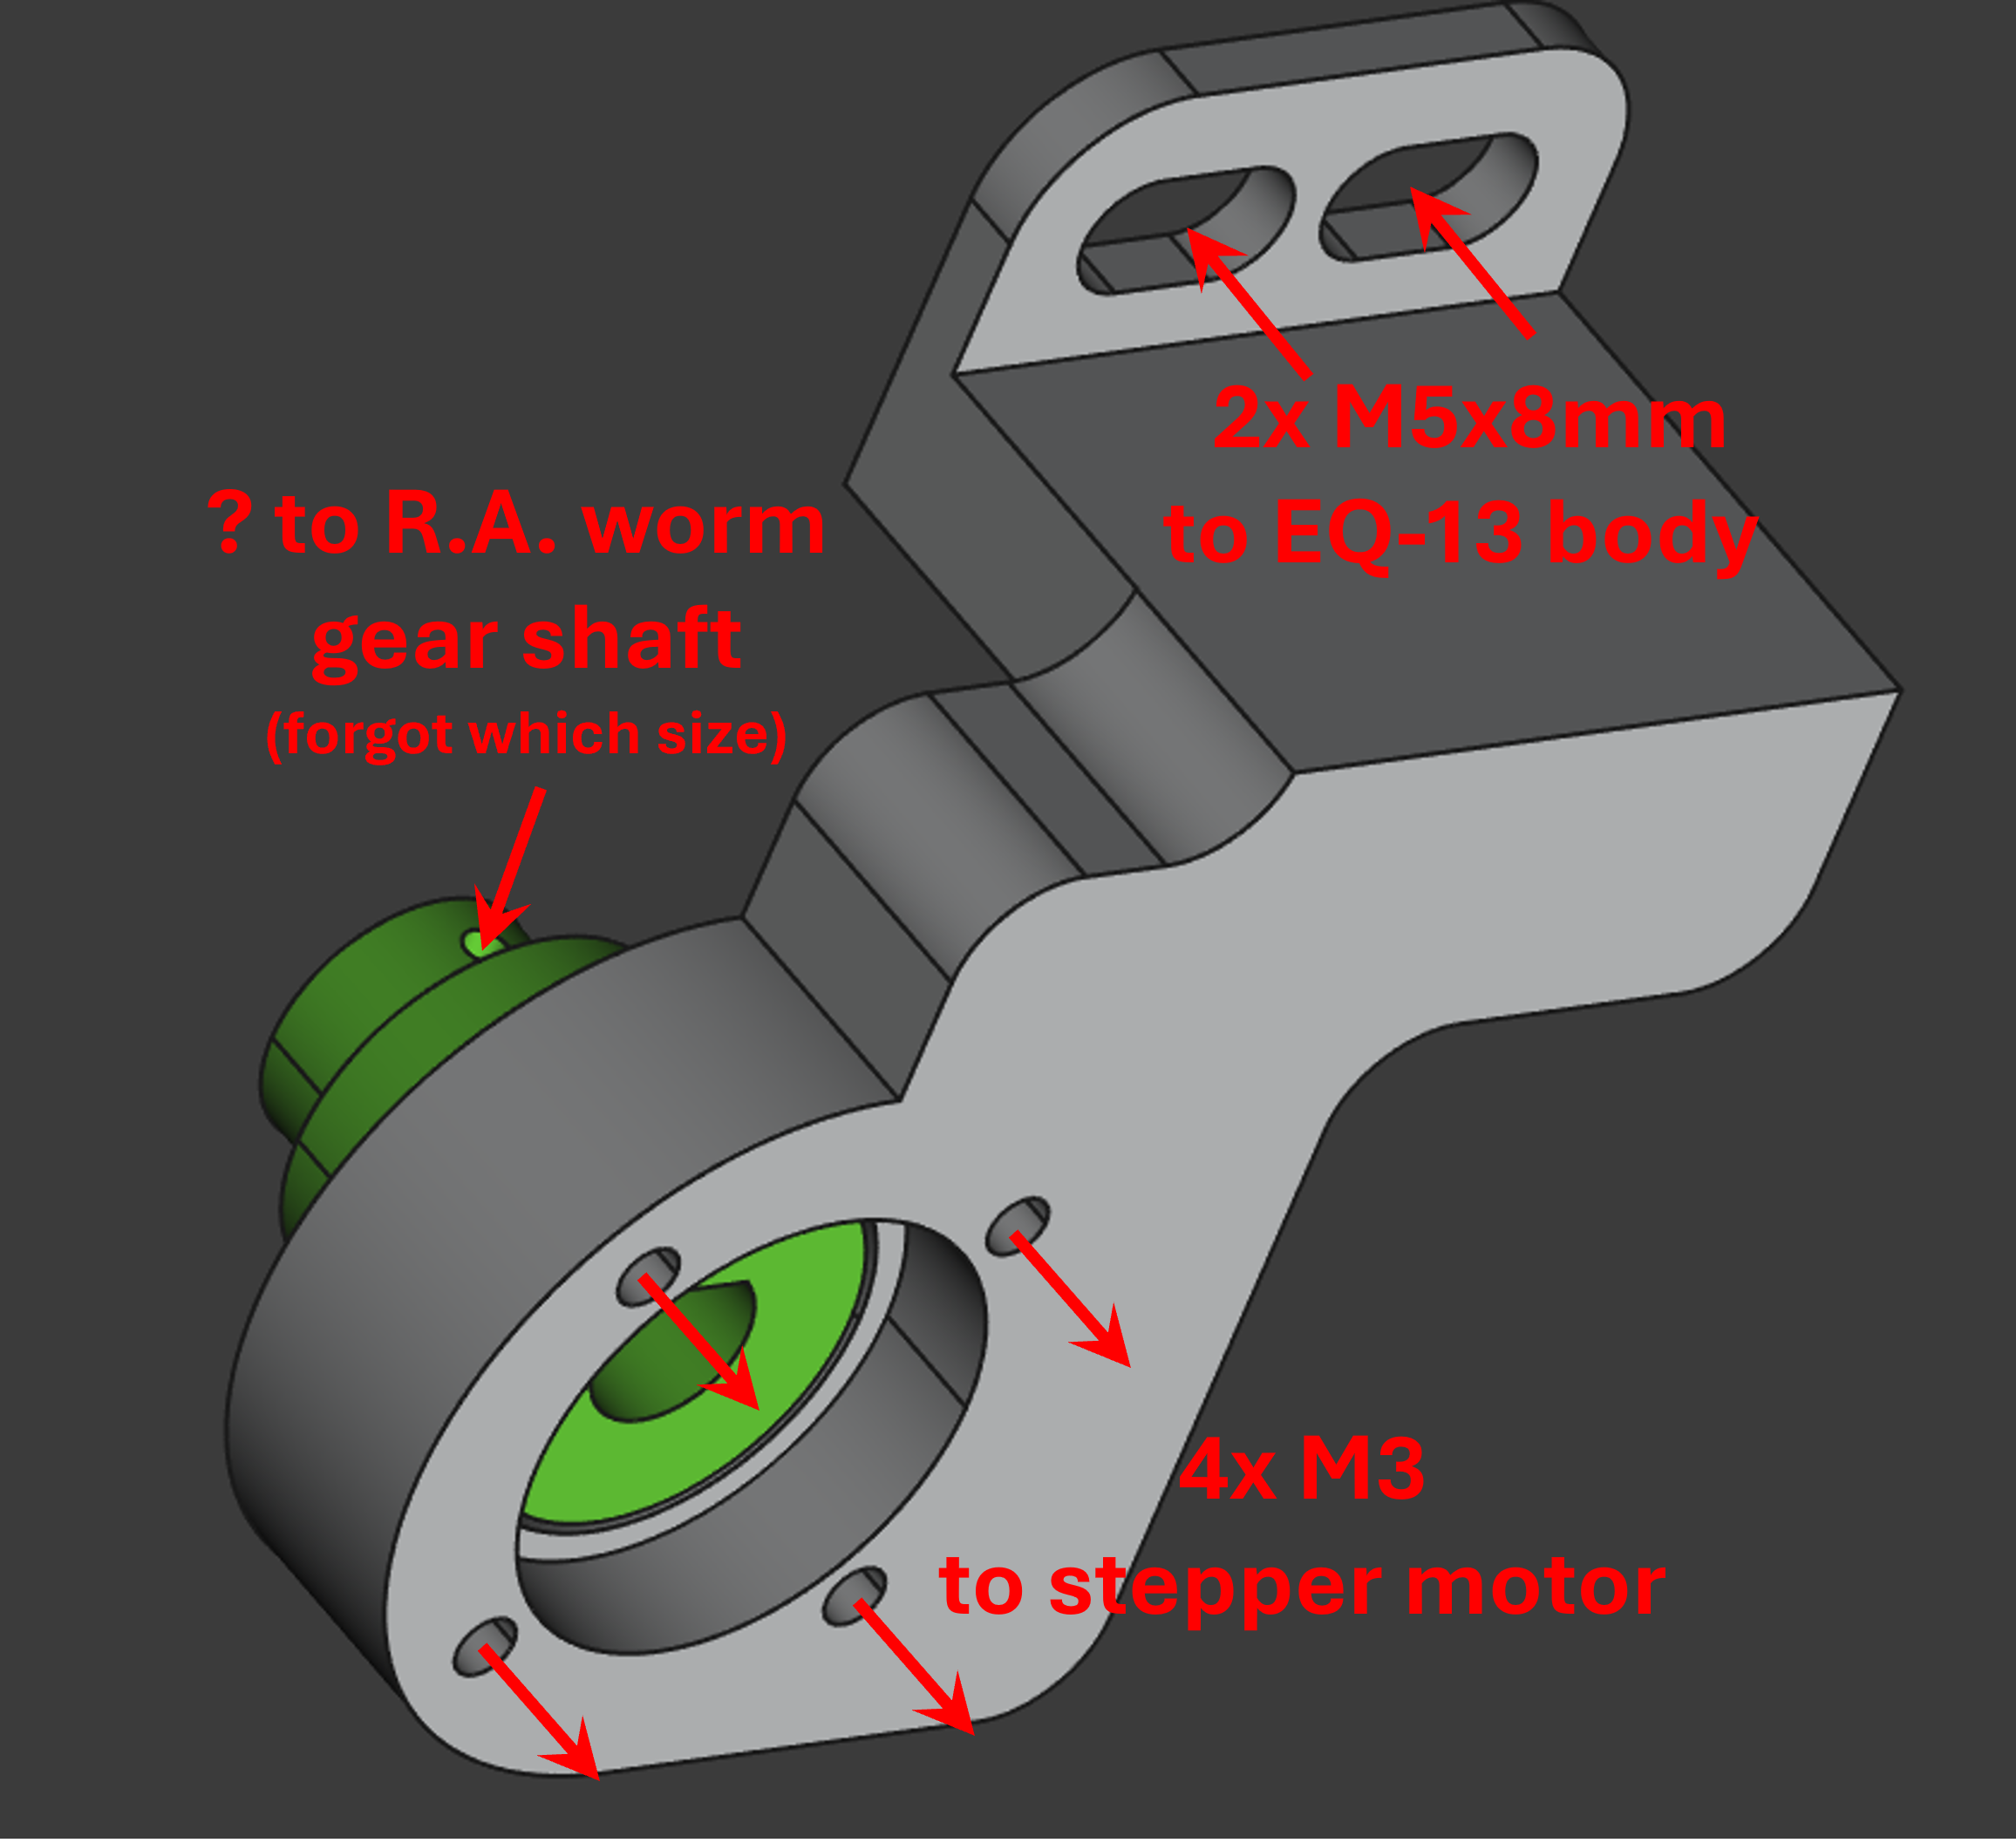 2x M5x8mm
to EQ-13 body
? to R.A. worm
gear shaft
(forgot which size)
4x M3
to stepper motor